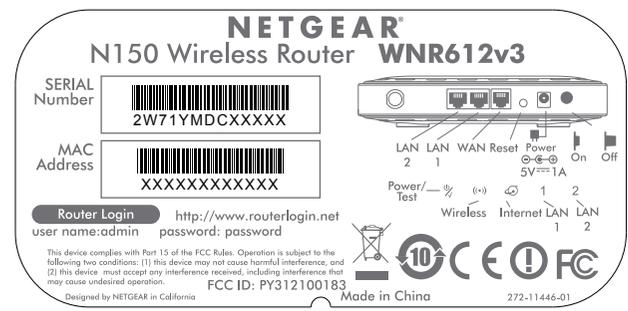 NETGEAR®
N150 Wireless Router WNR612v3
SERIAL Number
2W71YMDCXXXXX
MAC Address
XXXXXXXXXXXX
LAN 2 LAN 1 WAN Reset Power On Off
5V 1A
Power/Test
1 2
Wireless Internet LAN 1 LAN 2
Router Login http://www.routerlogin.net
user name:admin password: password
This device complies with Part 15 of the FCC Rules. Operation is subject to the
following two conditions: (1) this device may not cause harmful interference, and
(2) this device must accept any interference received, including interference that
may cause undesired operation.
FCC ID: PY312100183
Designed by NETGEAR in California
Made in China
10
CE
FC
272-11446-01